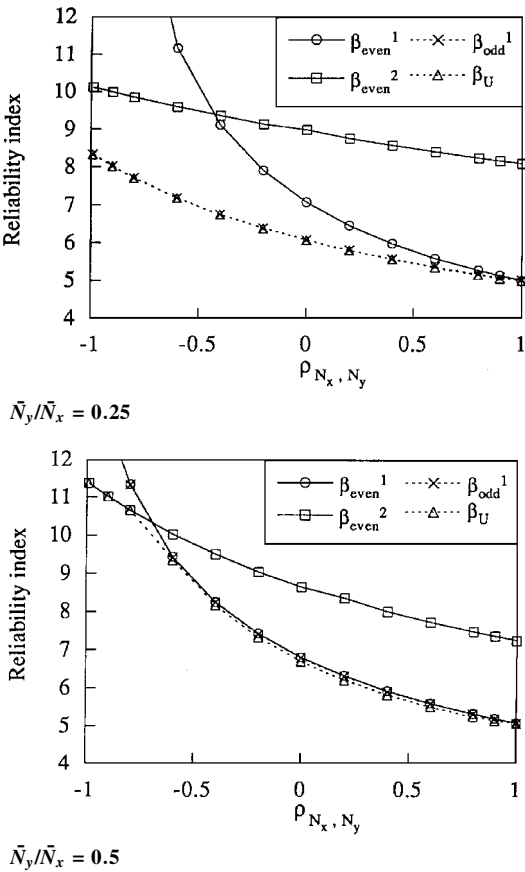 12
11
10
9
8
7
6
5
4
Reliability index
β_even^1 β_odd^1
β_even^2 β_U
-1 -0.5 0 0.5 1
ρ_{N_x, N_y}
N̄_y/N̄_x = 0.25
12
11
10
9
8
7
6
5
4
Reliability index
β_even^1 β_odd^1
β_even^2 β_U
-1 -0.5 0 0.5 1
ρ_{N_x, N_y}
N̄_y/N̄_x = 0.5